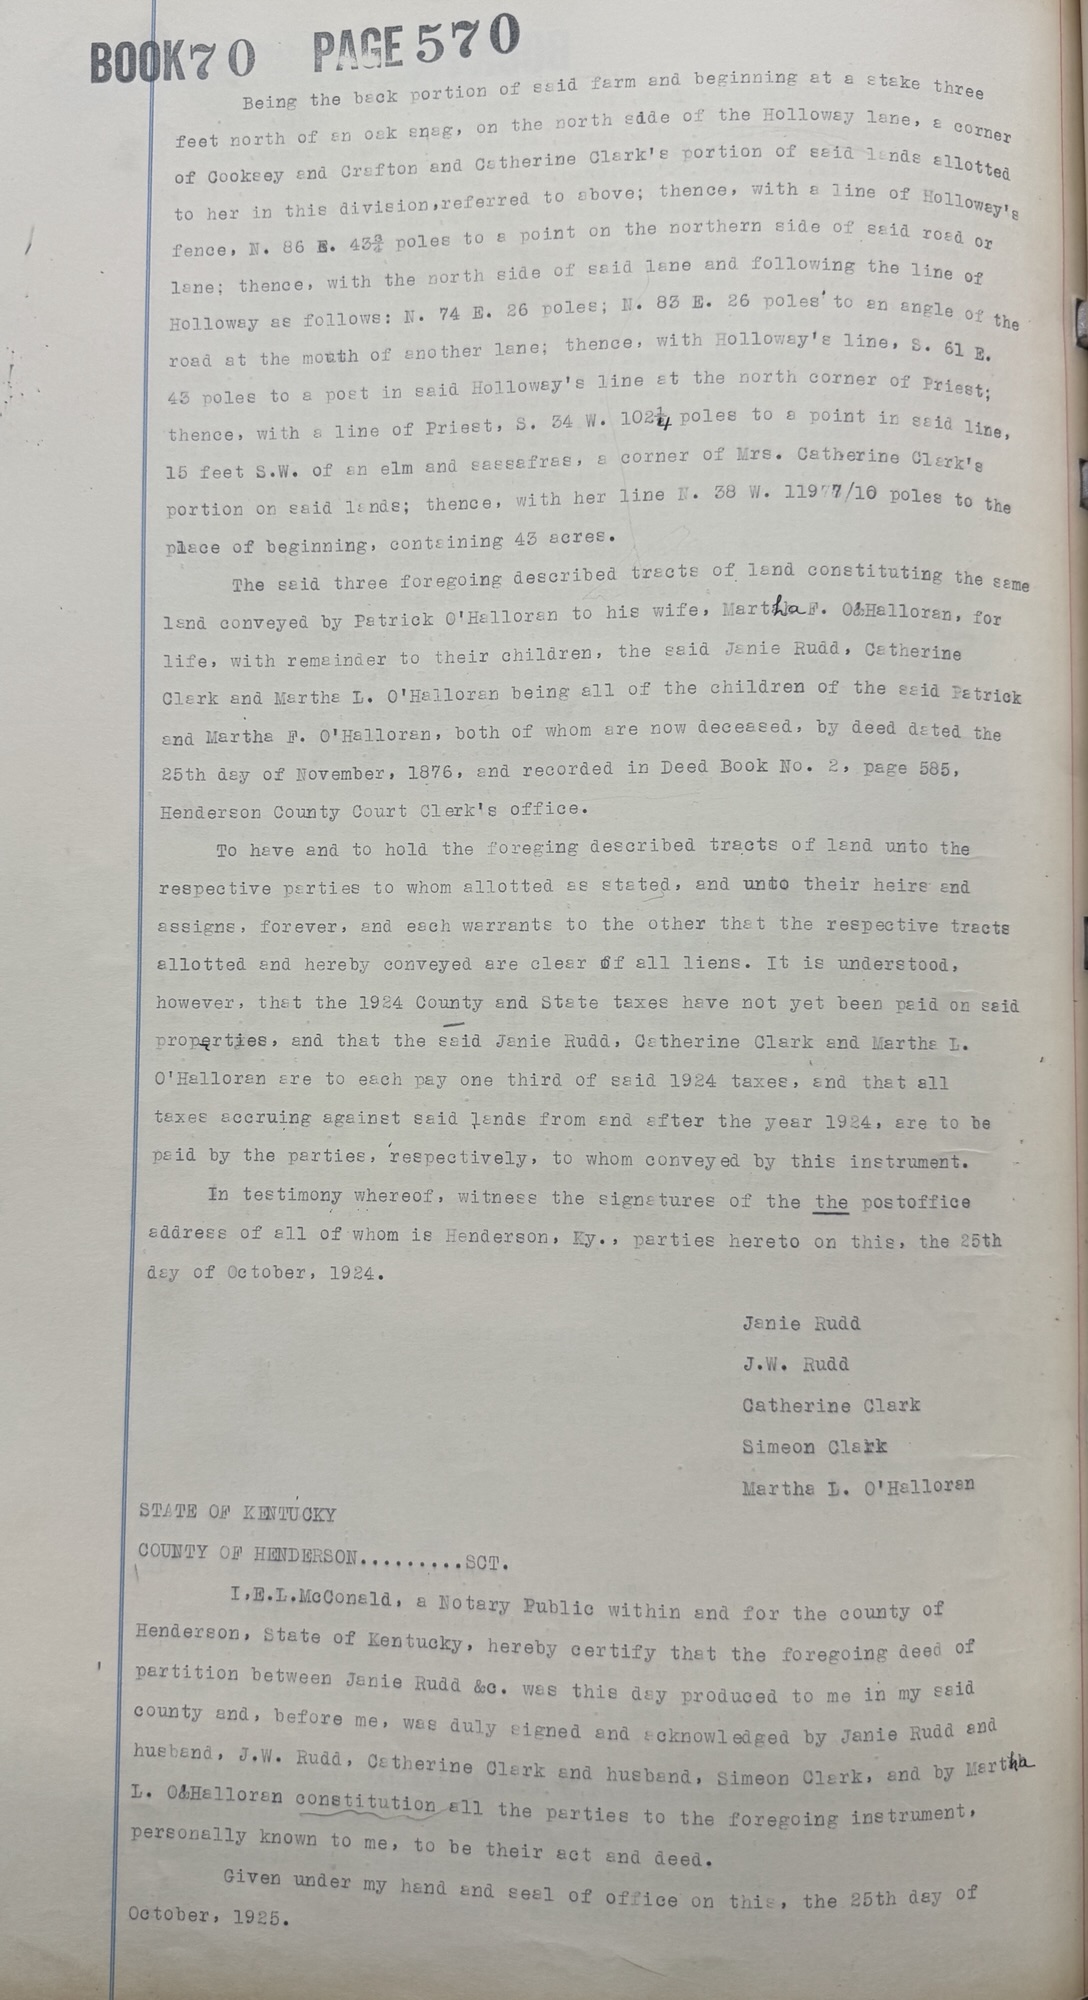 BOOK 70 PAGE 570
Being the back portion of said farm and beginning at a stake three
feet north of an oak snag, on the north side of the Holloway lane, a corner
of Cooksey and Crafton and Catherine Clark's portion of said lands allotted
to her in this division,referred to above; thence, with a line of Holloway's
fence, N. 86 E. 43¾ poles to a point on the northern side of said road or
lane; thence, with the north side of said lane and following the line of
Holloway as follows: N. 74 E. 26 poles; N. 83 E. 26 poles to an angle of the
road at the mouth of another lane; thence, with Holloway's line, S. 61 E.
43 poles to a post in said Holloway's line at the north corner of Priest;
thence, with a line of Priest, S. 34 W. 102¼ poles to a point in said line,
15 feet S.W. of an elm and sassafras, a corner of Mrs. Catherine Clark's
portion on said lands; thence, with her line N. 38 W. 119 7/10 poles to the
place of beginning, containing 43 acres.
The said three foregoing described tracts of land constituting the same
land conveyed by Patrick O'Halloran to his wife, Martha F. O&Halloran, for
life, with remainder to their children, the said Janie Rudd, Catherine
Clark and Martha L. O'Halloran being all of the children of the said Patrick
and Martha F. O'Halloran, both of whom are now deceased, by deed dated the
25th day of November, 1876, and recorded in Deed Book No. 2, page 585,
Henderson County Court Clerk's office.
To have and to hold the foreging described tracts of land unto the
respective parties to whom allotted as stated, and unto their heirs and
assigns, forever, and each warrants to the other that the respective tracts
allotted and hereby conveyed are clear of all liens. It is understood,
however, that the 1924 County and State taxes have not yet been paid on said
properties, and that the said Janie Rudd, Catherine Clark and Martha L.
O'Halloran are to each pay one third of said 1924 taxes, and that all
taxes accruing against said lands from and after the year 1924, are to be
paid by the parties, respectively, to whom conveyed by this instrument.
In testimony whereof, witness the signatures of the the postoffice
address of all of whom is Henderson, Ky., parties hereto on this, the 25th
day of October, 1924.
Janie Rudd
J.W. Rudd
Catherine Clark
Simeon Clark
Martha L. O'Halloran
STATE OF KENTUCKY
COUNTY OF HENDERSON.........SCT.
I,E.L.McConald, a Notary Public within and for the county of
Henderson, State of Kentucky, hereby certify that the foregoing deed of
partition between Janie Rudd &c. was this day produced to me in my said
county and, before me, was duly signed and acknowledged by Janie Rudd and
husband, J.W. Rudd, Catherine Clark and husband, Simeon Clark, and by Martha
L. O&Halloran constitution all the parties to the foregoing instrument,
personally known to me, to be their act and deed.
Given under my hand and seal of office on this, the 25th day of
October, 1925.